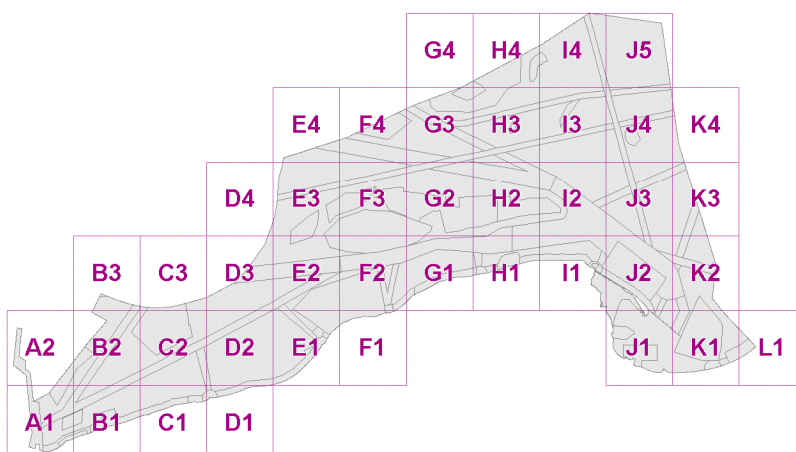 G4 H4 I4 J5
E4 F4 G3 H3 I3 J4 K4
D4 E3 F3 G2 H2 I2 J3 K3
B3 C3 D3 E2 F2 G1 H1 I1 J2 K2
A2 B2 C2 D2 E1 F1 J1 K1 L1
A1 B1 C1 D1